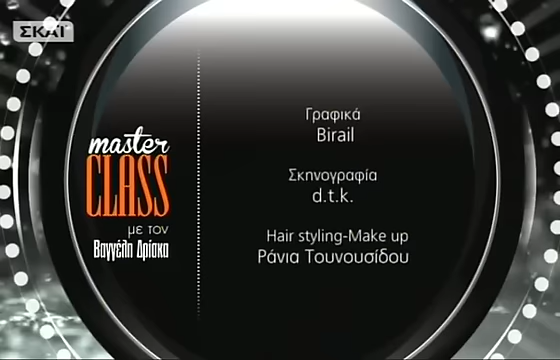 ΣΚΑΪ
master
CLASS
με τον
Βαγγέλη Δρίσκα
Γραφικά
Birail
Σκηνογραφία
d.t.k.
Hair styling-Make up
Ράνια Τουνουσίδου